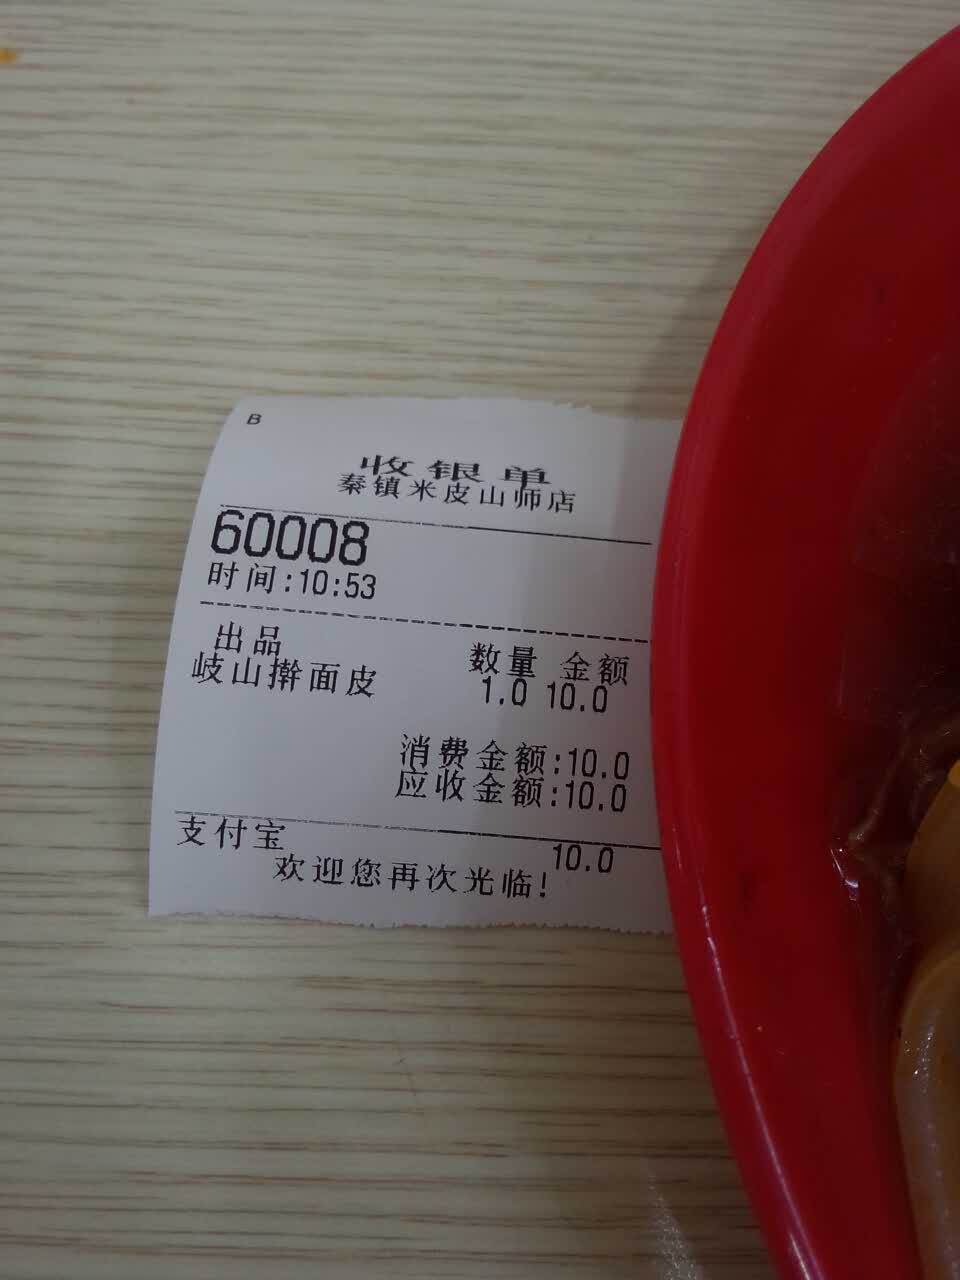 B
收银单
秦镇米皮山师店
60008
时间:10:53
出品 数量 金额
岐山擀面皮 1.0 10.0
消费金额:10.0
应收金额:10.0
支付宝 10.0
欢迎您再次光临!